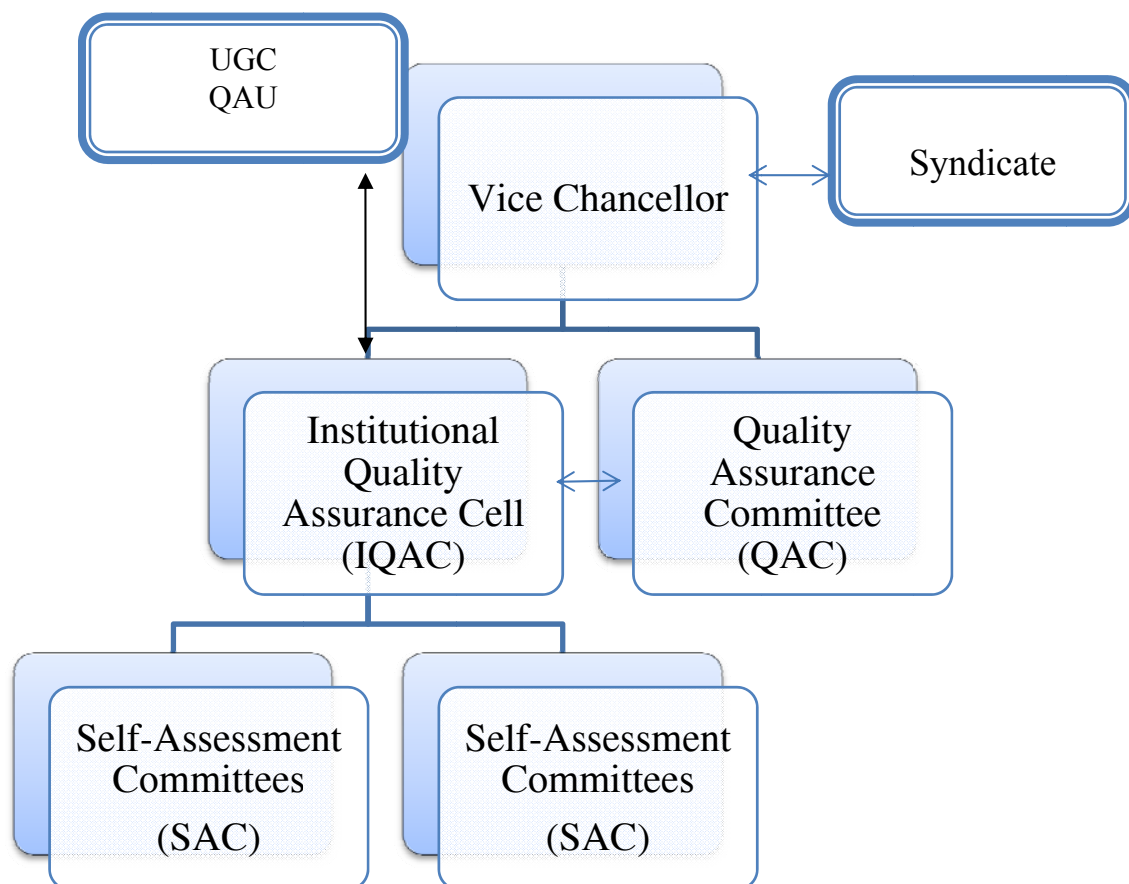 UGC
QAU
Vice Chancellor
Syndicate
Institutional
Quality
Assurance Cell
(IQAC)
Quality
Assurance
Committee
(QAC)
Self-Assessment
Committees
(SAC)
Self-Assessment
Committees
(SAC)